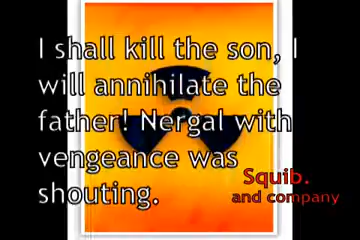 I shall kill the son, I
will annihilate the
father! Nergal with
vengeance was
shouting.
Squib.
and company